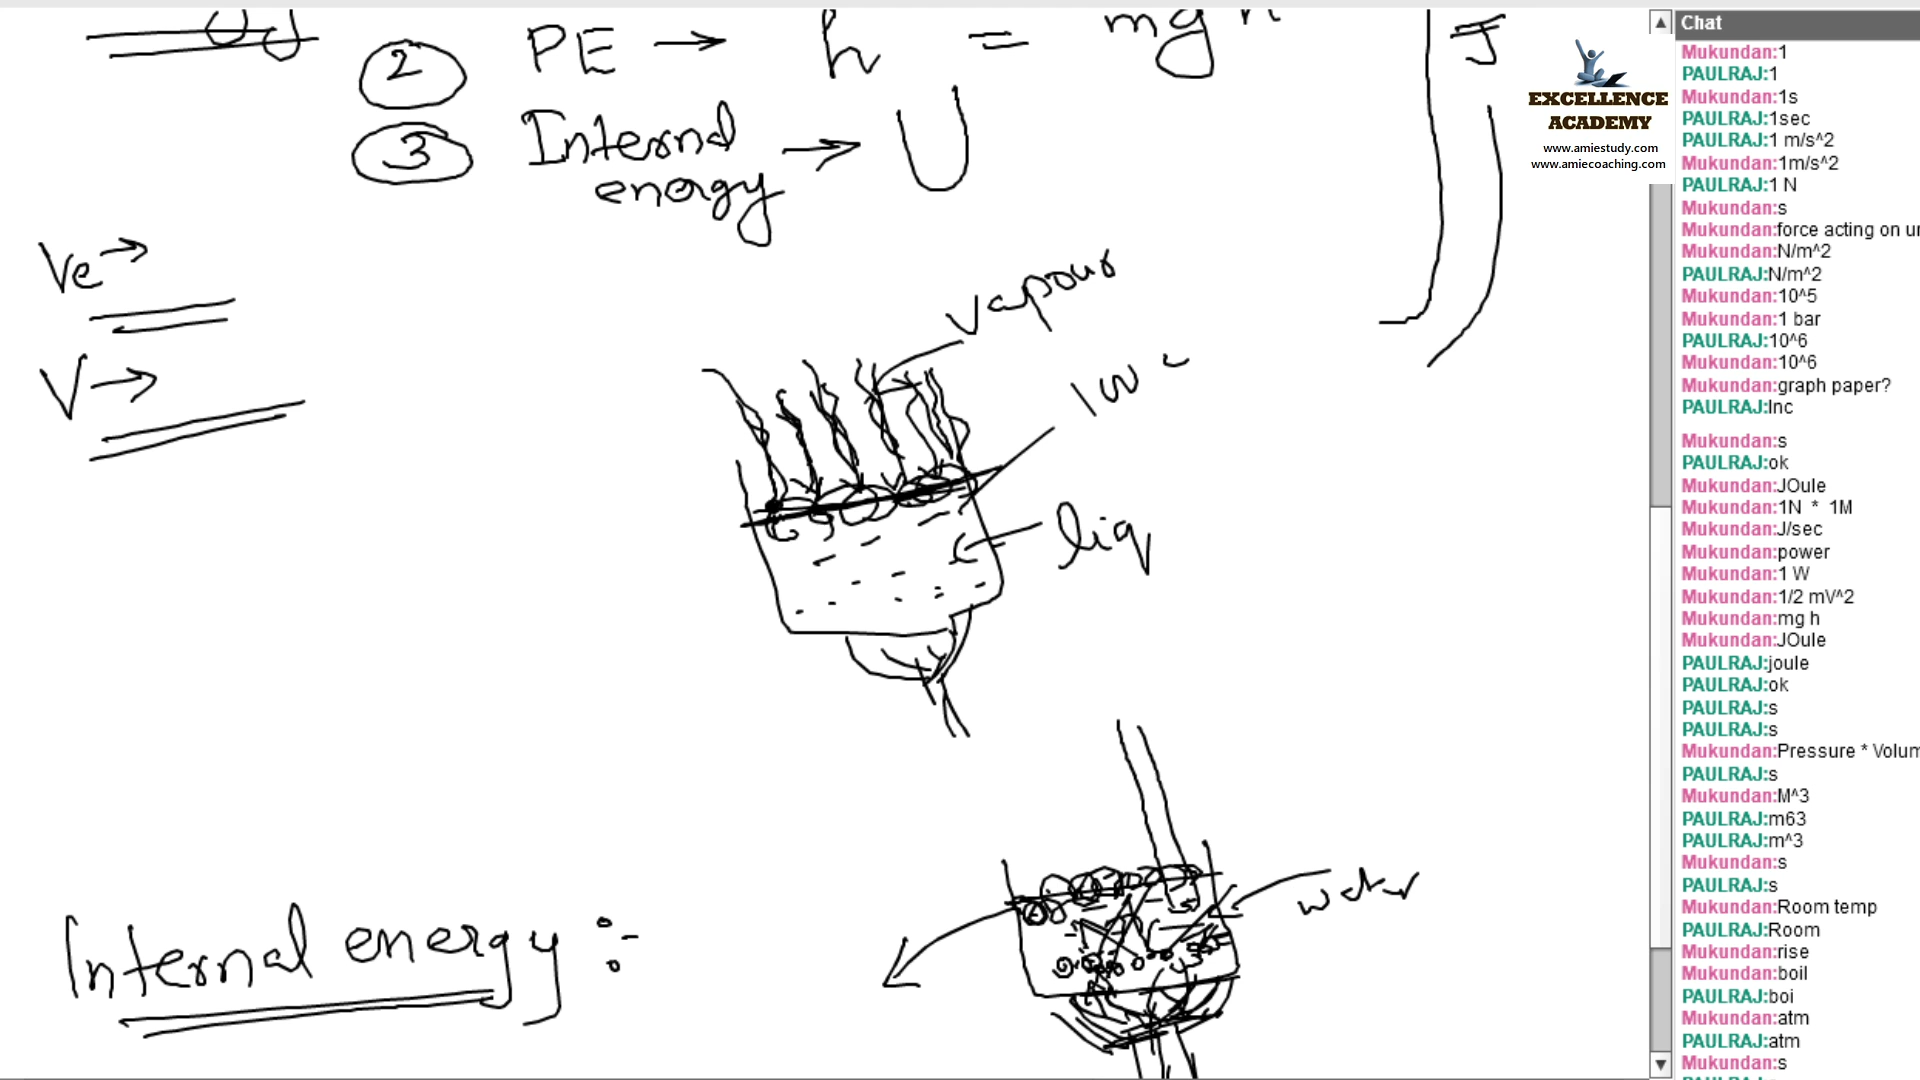 2 PE → h = mgh J
3 Internal energy → U
Ve →
V →
vapour
100
liq
water
Internal energy :-
EXCELLENCE
ACADEMY
www.amiestudy.com
www.amiecoaching.com
Chat
Mukundan:1
PAULRAJ:1
Mukundan:1s
PAULRAJ:1sec
PAULRAJ:1 m/s^2
Mukundan:1m/s^2
PAULRAJ:1 N
Mukundan:s
Mukundan:force acting on
Mukundan:N/m^2
PAULRAJ:N/m^2
Mukundan:10^5
Mukundan:1 bar
PAULRAJ:10^6
Mukundan:10^6
Mukundan:graph paper?
PAULRAJ:Inc
Mukundan:s
PAULRAJ:ok
Mukundan:JOule
Mukundan:1N * 1M
Mukundan:J/sec
Mukundan:power
Mukundan:1 W
Mukundan:1/2 mV^2
Mukundan:mg h
Mukundan:JOule
PAULRAJ:joule
PAULRAJ:ok
PAULRAJ:s
PAULRAJ:s
Mukundan:Pressure * Volum
PAULRAJ:s
Mukundan:M^3
PAULRAJ:m63
PAULRAJ:m^3
Mukundan:s
PAULRAJ:s
Mukundan:Room temp
PAULRAJ:Room
Mukundan:rise
Mukundan:boil
PAULRAJ:boi
Mukundan:atm
PAULRAJ:atm
Mukundan:s